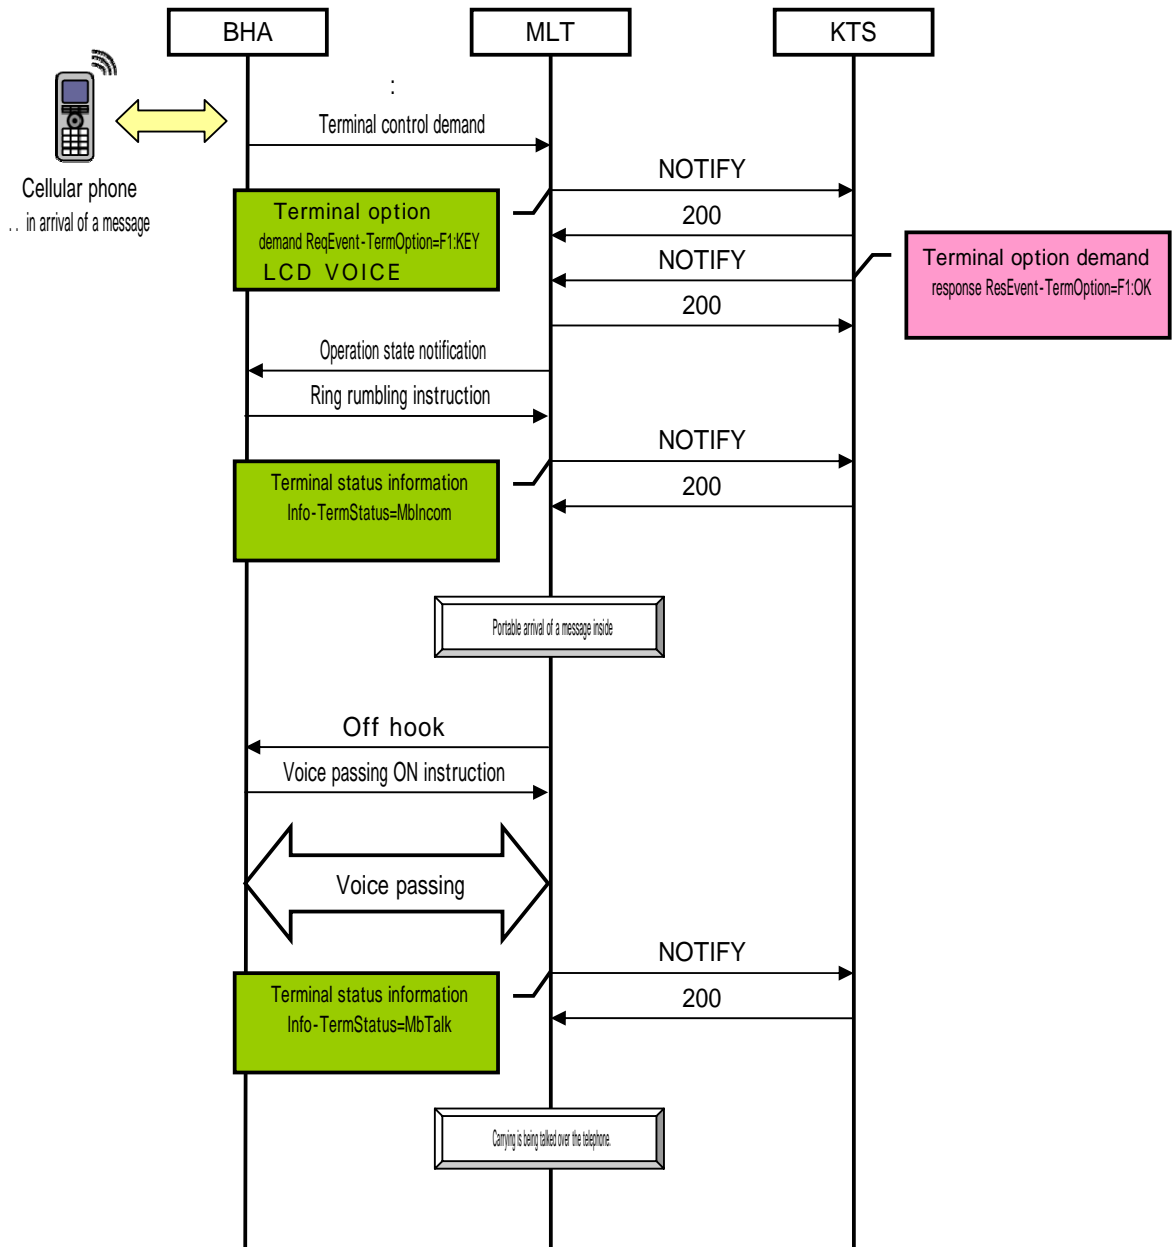 BHA
MLT
KTS
:
Terminal control demand
Cellular phone
.. in arrival of a message
NOTIFY
Terminal option
demand ReqEvent-TermOption=F1:KEY
LCD VOICE
200
NOTIFY
Terminal option demand
response ResEvent-TermOption=F1:OK
200
Operation state notification
Ring rumbling instruction
NOTIFY
Terminal status information
Info-TermStatus=MbIncom
200
Portable arrival of a message inside
Off hook
Voice passing ON instruction
Voice passing
NOTIFY
Terminal status information
Info-TermStatus=MbTalk
200
Carrying is being talked over the telephone.